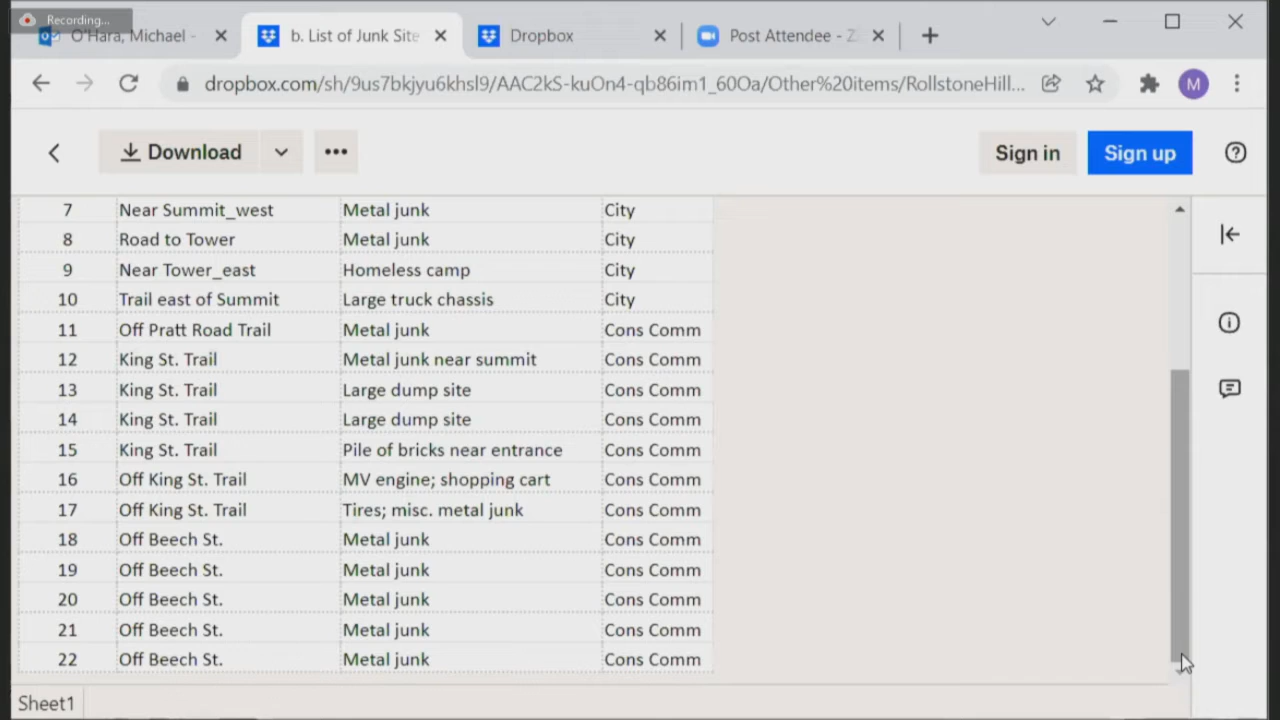 Recording...
O'Hara, Michael -
b. List of Junk Site
Dropbox
Post Attendee - Z
dropbox.com/sh/9us7bkjyu6khsl9/AAC2kS-kuOn4-qb86im1_60Oa/Other%20items/RollstoneHill...
M
Download
Sign in
Sign up
7 Near Summit_west Metal junk City
8 Road to Tower Metal junk City
9 Near Tower_east Homeless camp City
10 Trail east of Summit Large truck chassis City
11 Off Pratt Road Trail Metal junk Cons Comm
12 King St. Trail Metal junk near summit Cons Comm
13 King St. Trail Large dump site Cons Comm
14 King St. Trail Large dump site Cons Comm
15 King St. Trail Pile of bricks near entrance Cons Comm
16 Off King St. Trail MV engine; shopping cart Cons Comm
17 Off King St. Trail Tires; misc. metal junk Cons Comm
18 Off Beech St. Metal junk Cons Comm
19 Off Beech St. Metal junk Cons Comm
20 Off Beech St. Metal junk Cons Comm
21 Off Beech St. Metal junk Cons Comm
22 Off Beech St. Metal junk Cons Comm
Sheet1